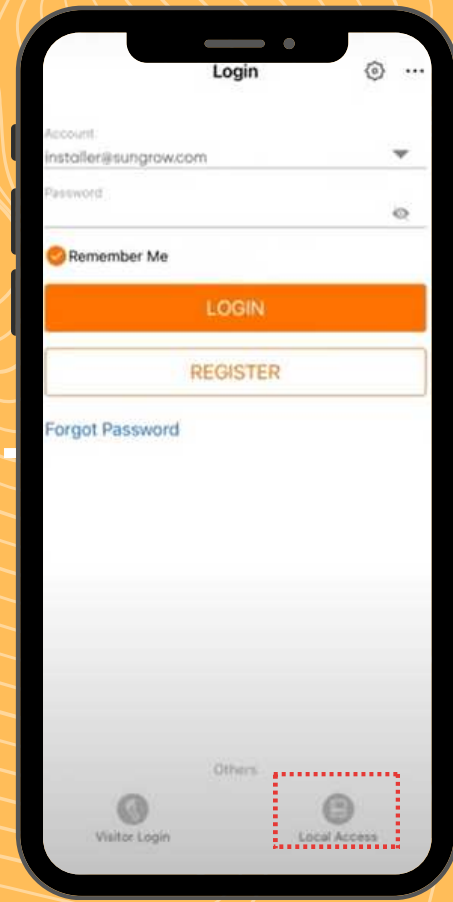 Login
Account
installer@sungrow.com
Password
Remember Me
LOGIN
REGISTER
Forgot Password
Others
Visitor Login
Local Access